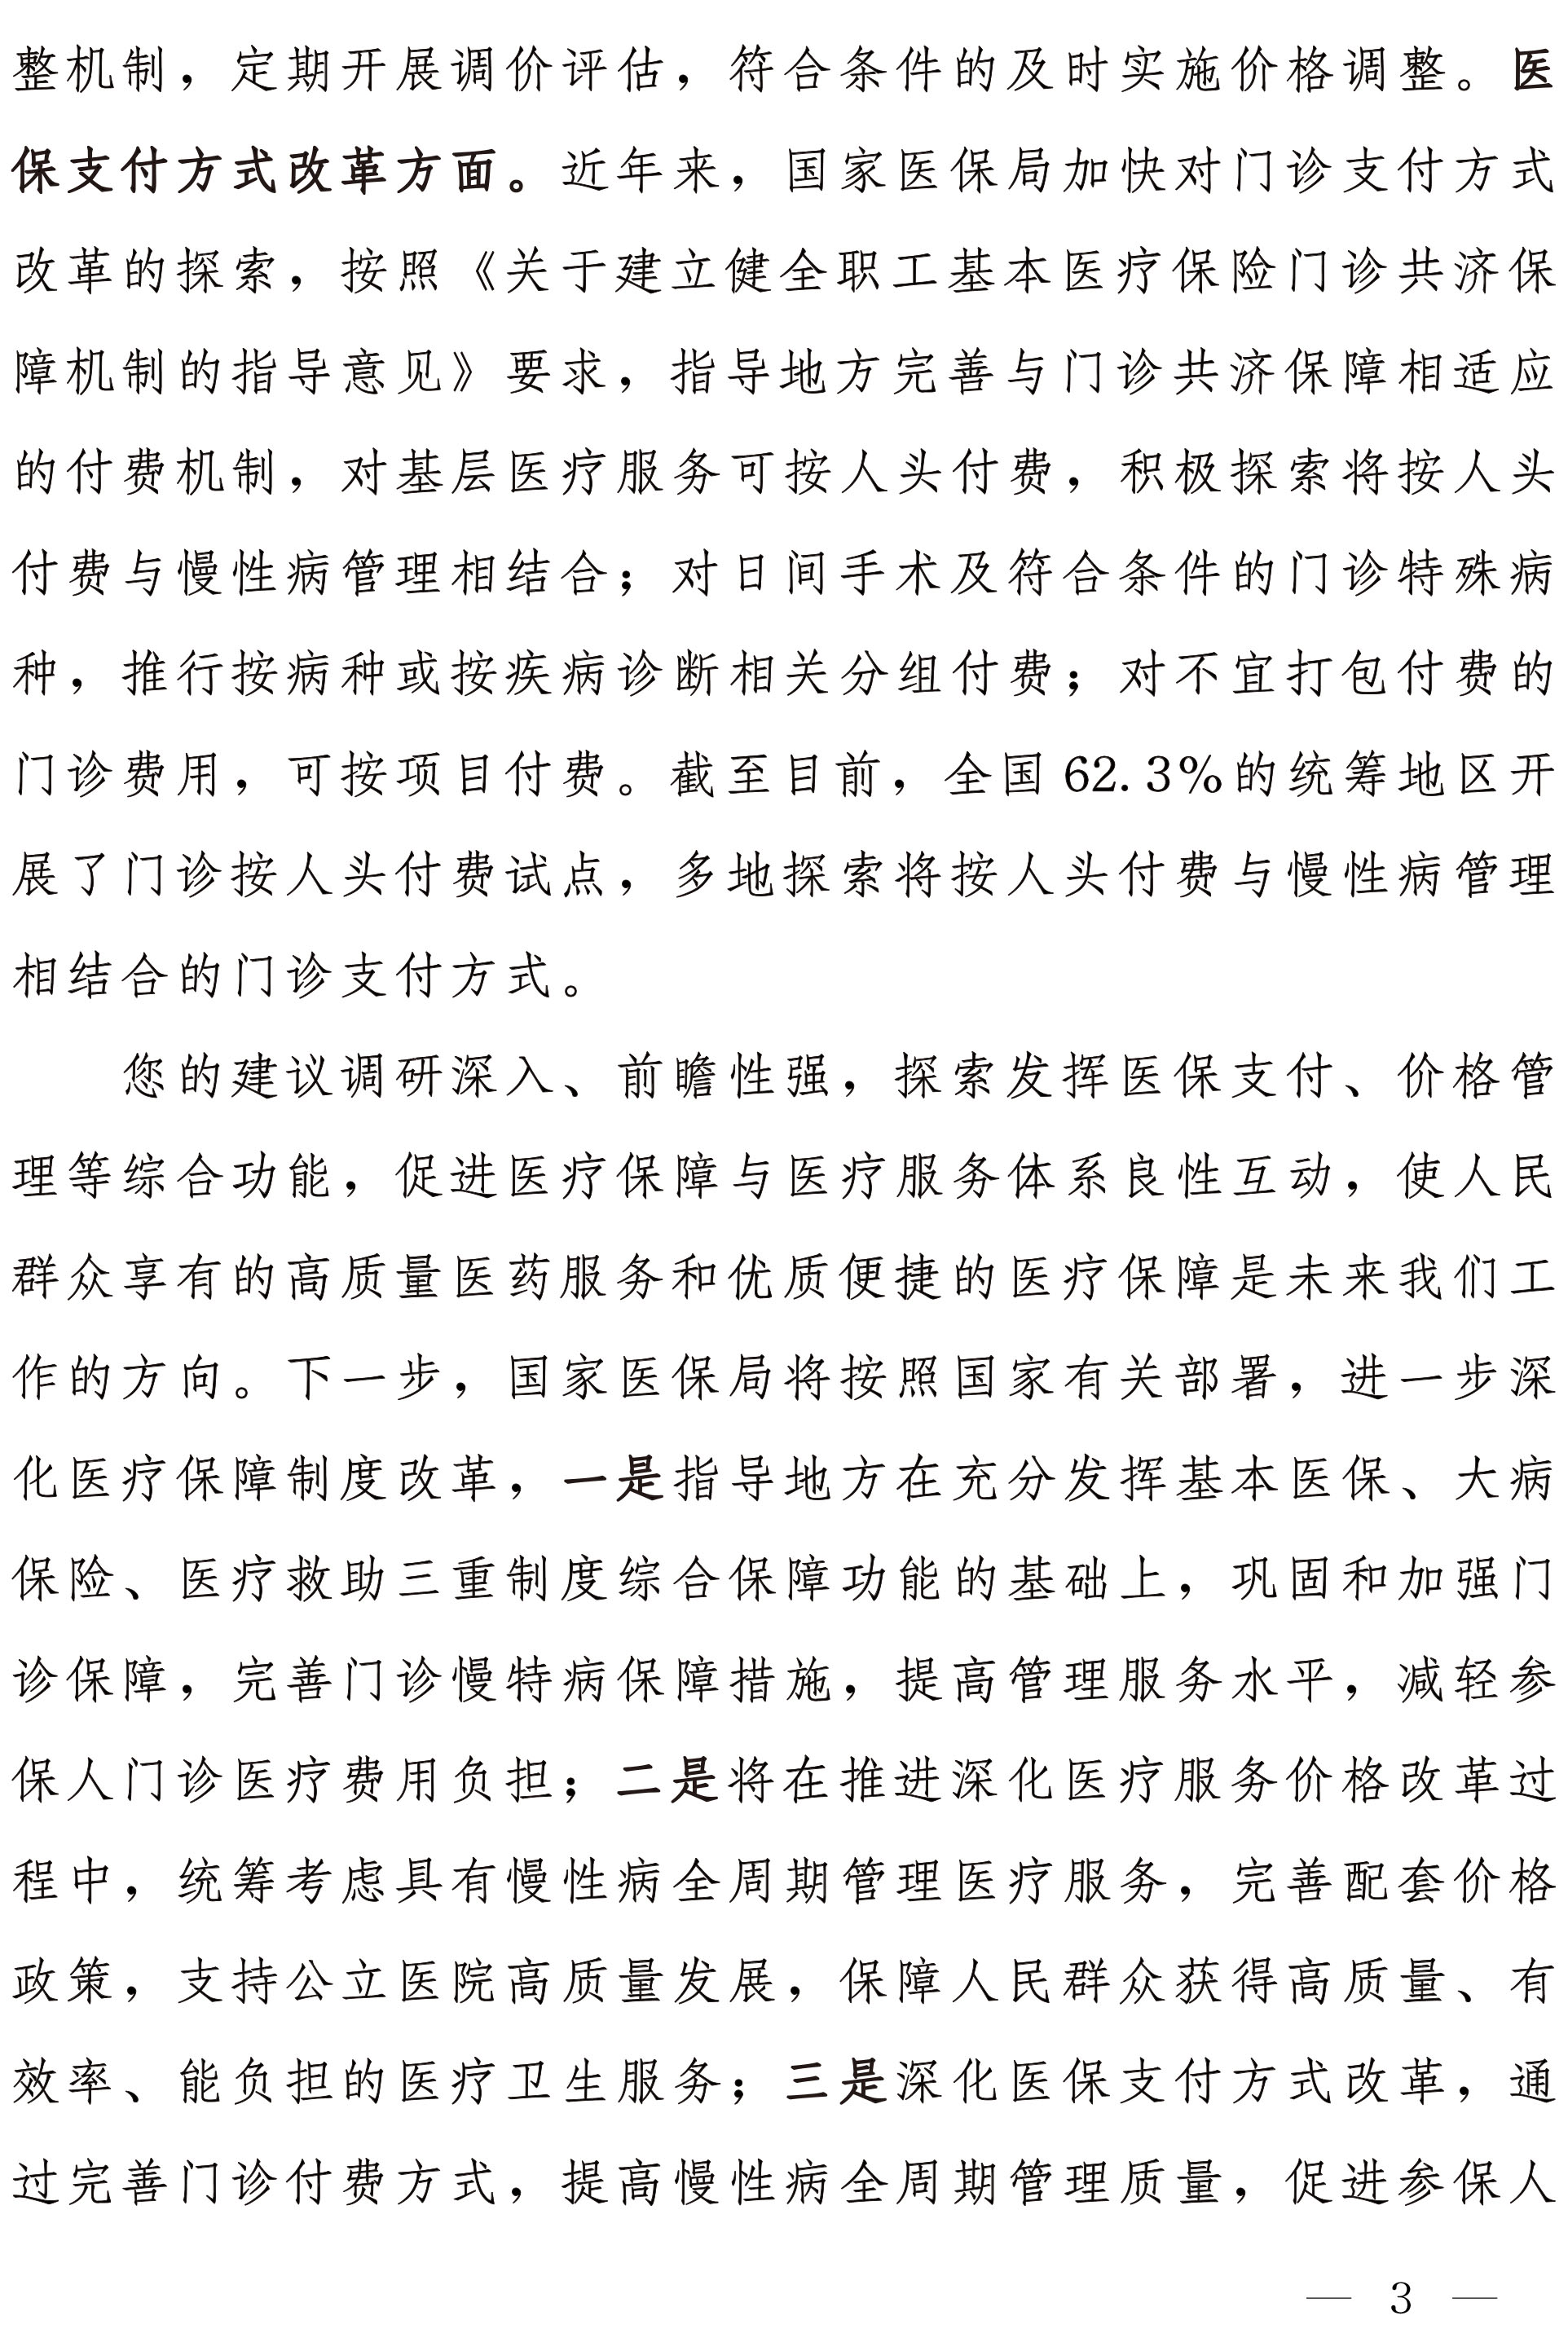 整机制，定期开展调价评估，符合条件的及时实施价格调整。医
保支付方式改革方面。近年来，国家医保局加快对门诊支付方式
改革的探索，按照《关于建立健全职工基本医疗保险门诊共济保
障机制的指导意见》要求，指导地方完善与门诊共济保障相适应
的付费机制，对基层医疗服务可按人头付费，积极探索将按人头
付费与慢性病管理相结合；对日间手术及符合条件的门诊特殊病
种，推行按病种或按疾病诊断相关分组付费；对不宜打包付费的
门诊费用，可按项目付费。截至目前，全国62.3%的统筹地区开
展了门诊按人头付费试点，多地探索将按人头付费与慢性病管理
相结合的门诊支付方式。
您的建议调研深入、前瞻性强，探索发挥医保支付、价格管
理等综合功能，促进医疗保障与医疗服务体系良性互动，使人民
群众享有的高质量医药服务和优质便捷的医疗保障是未来我们工
作的方向。下一步，国家医保局将按照国家有关部署，进一步深
化医疗保障制度改革，一是指导地方在充分发挥基本医保、大病
保险、医疗救助三重制度综合保障功能的基础上，巩固和加强门
诊保障，完善门诊慢特病保障措施，提高管理服务水平，减轻参
保人门诊医疗费用负担；二是将在推进深化医疗服务价格改革过
程中，统筹考虑具有慢性病全周期管理医疗服务，完善配套价格
政策，支持公立医院高质量发展，保障人民群众获得高质量、有
效率、能负担的医疗卫生服务；三是深化医保支付方式改革，通
过完善门诊付费方式，提高慢性病全周期管理质量，促进参保人
— 3 —